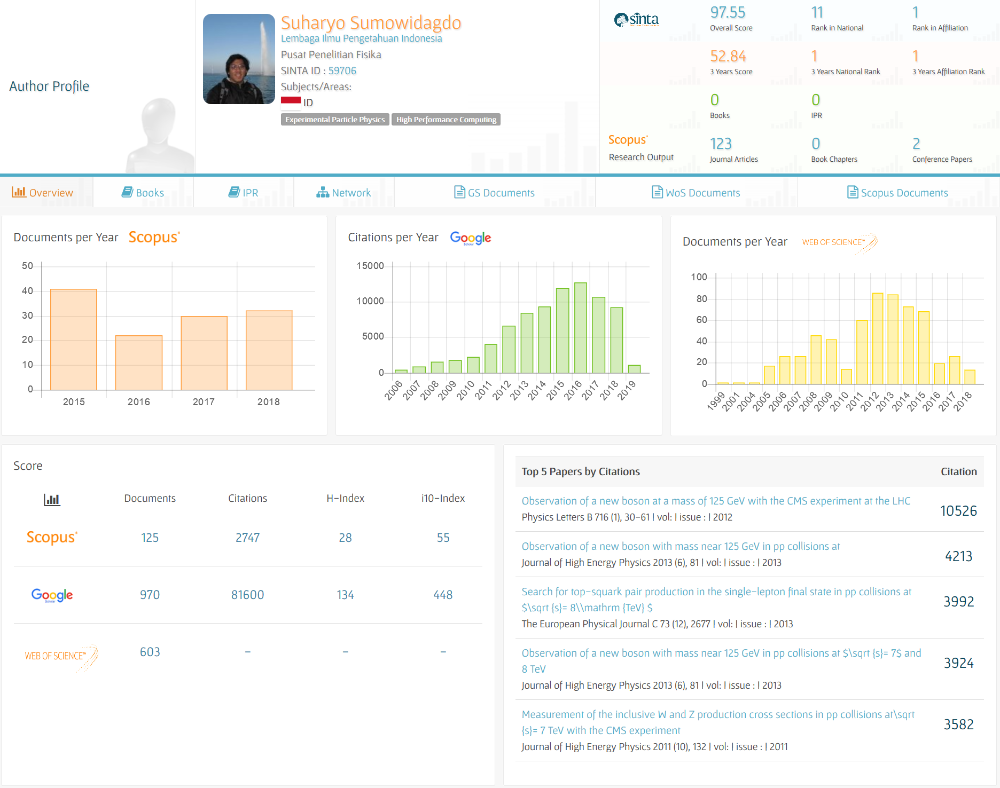 Author Profile
Suharyo Sumowidagdo
Lembaga Ilmu Pengetahuan Indonesia
Pusat Penelitian Fisika
SINTA ID : 59706
Subjects/Areas:
ID
Experimental Particle Physics High Performance Computing
sinta
97.55 11 1
Overall Score Rank in National Rank in Affiliation
52.84 1 1
3 Years Score 3 Years National Rank 3 Years Affiliation Rank
0 0
Books IPR
Scopus
Research Output
123 0 2
Journal Articles Book Chapters Conference Papers
Overview Books IPR Network GS Documents WoS Documents Scopus Documents
Documents per Year Scopus
50
40
30
20
10
0
2015 2016 2017 2018
Citations per Year Google
Scholar
15000
10000
5000
0
2006 2007 2008 2009 2010 2011 2012 2013 2014 2015 2016 2017 2018 2019
Documents per Year WEB OF SCIENCE™
100
80
60
40
20
0
1999 2001 2004 2005 2006 2007 2008 2009 2010 2011 2012 2013 2014 2015 2016 2017 2018
Score
Documents Citations H-Index i10-Index
Scopus 125 2747 28 55
Google 970 81600 134 448
Scholar
WEB OF SCIENCE™ 603 - - -
Top 5 Papers by Citations Citation
Observation of a new boson at a mass of 125 GeV with the CMS experiment at the LHC
Physics Letters B 716 (1), 30-61 | vol: | issue : | 2012
10526
Observation of a new boson with mass near 125 GeV in pp collisions at
Journal of High Energy Physics 2013 (6), 81 | vol: | issue : | 2013
4213
Search for top-squark pair production in the single-lepton final state in pp collisions at
$\sqrt {s}= 8\\mathrm {TeV} $
The European Physical Journal C 73 (12), 2677 | vol: | issue : | 2013
3992
Observation of a new boson with mass near 125 GeV in pp collisions at $\sqrt {s}= 7$ and
8 TeV
Journal of High Energy Physics 2013 (6), 81 | vol: | issue : | 2013
3924
Measurement of the inclusive W and Z production cross sections in pp collisions at\sqrt
{s}= 7 TeV with the CMS experiment
Journal of High Energy Physics 2011 (10), 132 | vol: | issue : | 2011
3582